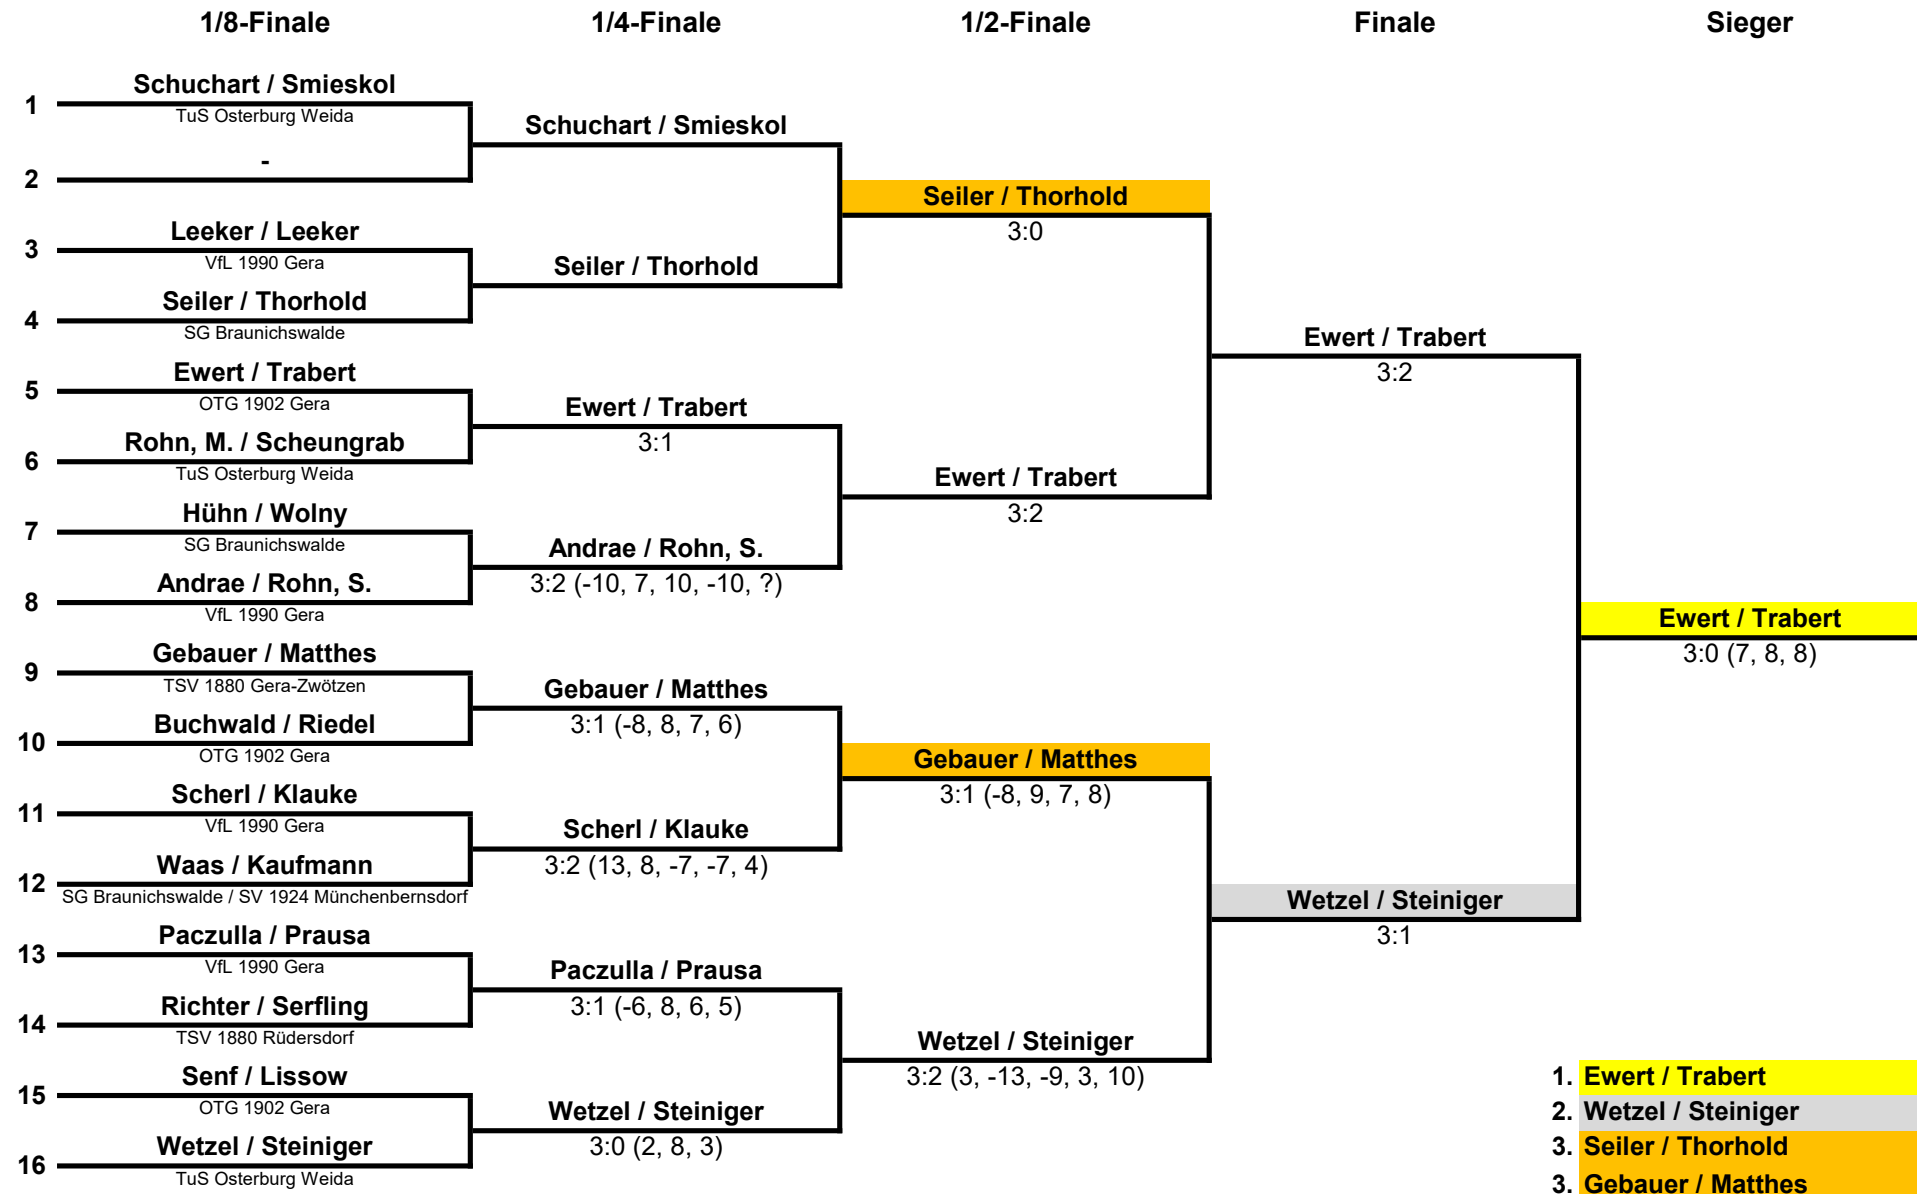 1/8-Finale 1/4-Finale 1/2-Finale Finale Sieger
Schuchart / Smieskol
1
TuS Osterburg Weida
Schuchart / Smieskol
-
2
Seiler / Thorhold
3:0
Leeker / Leeker
3
VfL 1990 Gera
Seiler / Thorhold
Seiler / Thorhold
4
SG Braunichswalde
Ewert / Trabert
3:2
Ewert / Trabert
5
OTG 1902 Gera
Ewert / Trabert
3:1
Rohn, M. / Scheungrab
6
TuS Osterburg Weida
Ewert / Trabert
3:2
Hühn / Wolny
7
SG Braunichswalde
Andrae / Rohn, S.
3:2 (-10, 7, 10, -10, ?)
Andrae / Rohn, S.
8
VfL 1990 Gera
Ewert / Trabert
3:0 (7, 8, 8)
Gebauer / Matthes
9
TSV 1880 Gera-Zwötzen
Gebauer / Matthes
3:1 (-8, 8, 7, 6)
Buchwald / Riedel
10
OTG 1902 Gera
Gebauer / Matthes
3:1 (-8, 9, 7, 8)
Scherl / Klauke
11
VfL 1990 Gera
Scherl / Klauke
3:2 (13, 8, -7, -7, 4)
Waas / Kaufmann
12
SG Braunichswalde / SV 1924 Münchenbernsdorf
Wetzel / Steiniger
3:1
Paczulla / Prausa
13
VfL 1990 Gera
Paczulla / Prausa
3:1 (-6, 8, 6, 5)
Richter / Serfling
14
TSV 1880 Rüdersdorf
Wetzel / Steiniger
3:2 (3, -13, -9, 3, 10)
Senf / Lissow
15
OTG 1902 Gera
Wetzel / Steiniger
3:0 (2, 8, 3)
Wetzel / Steiniger
16
TuS Osterburg Weida
1. Ewert / Trabert
2. Wetzel / Steiniger
3. Seiler / Thorhold
3. Gebauer / Matthes